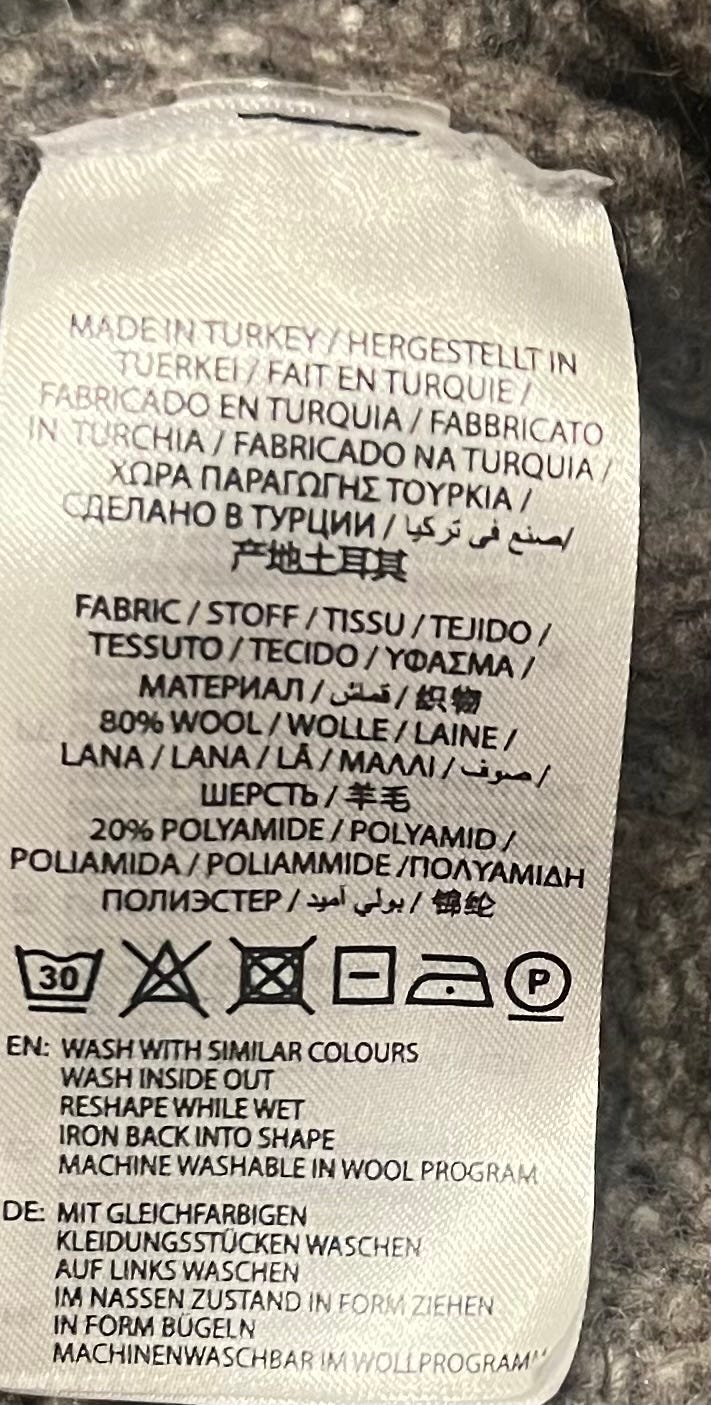 MADE IN TURKEY / HERGESTELLT IN
TUERKEI / FAIT EN TURQUIE /
FABRICADO EN TURQUIA / FABBRICATO
IN TURCHIA / FABRICADO NA TURQUIA /
ΧΩΡΑ ΠΑΡΑΓΩΓΗΣ ΤΟΥΡΚΙΑ /
СДЕЛАНО В ТУРЦИИ / صنع في تركيا /
产地土耳其
FABRIC / STOFF / TISSU / TEJIDO /
TESSUTO / TECIDO / ΥΦΑΣΜΑ /
МАТЕРИАЛ / قماش / 织物
80% WOOL / WOLLE / LAINE /
LANA / LANA / LÃ / ΜΑΛΛΙ / صوف /
ШЕРСТЬ / 羊毛
20% POLYAMIDE / POLYAMID /
POLIAMIDA / POLIAMMIDE /ΠΟΛΥΑΜΙΔΗ
ПОЛИЭСТЕР / بولي أميد / 锦纶
30 P
EN: WASH WITH SIMILAR COLOURS
WASH INSIDE OUT
RESHAPE WHILE WET
IRON BACK INTO SHAPE
MACHINE WASHABLE IN WOOL PROGRAM
DE: MIT GLEICHFARBIGEN
KLEIDUNGSSTÜCKEN WASCHEN
AUF LINKS WASCHEN
IM NASSEN ZUSTAND IN FORM ZIEHEN
IN FORM BÜGELN
MACHINENWASCHBAR IM WOLLPROGRAMM